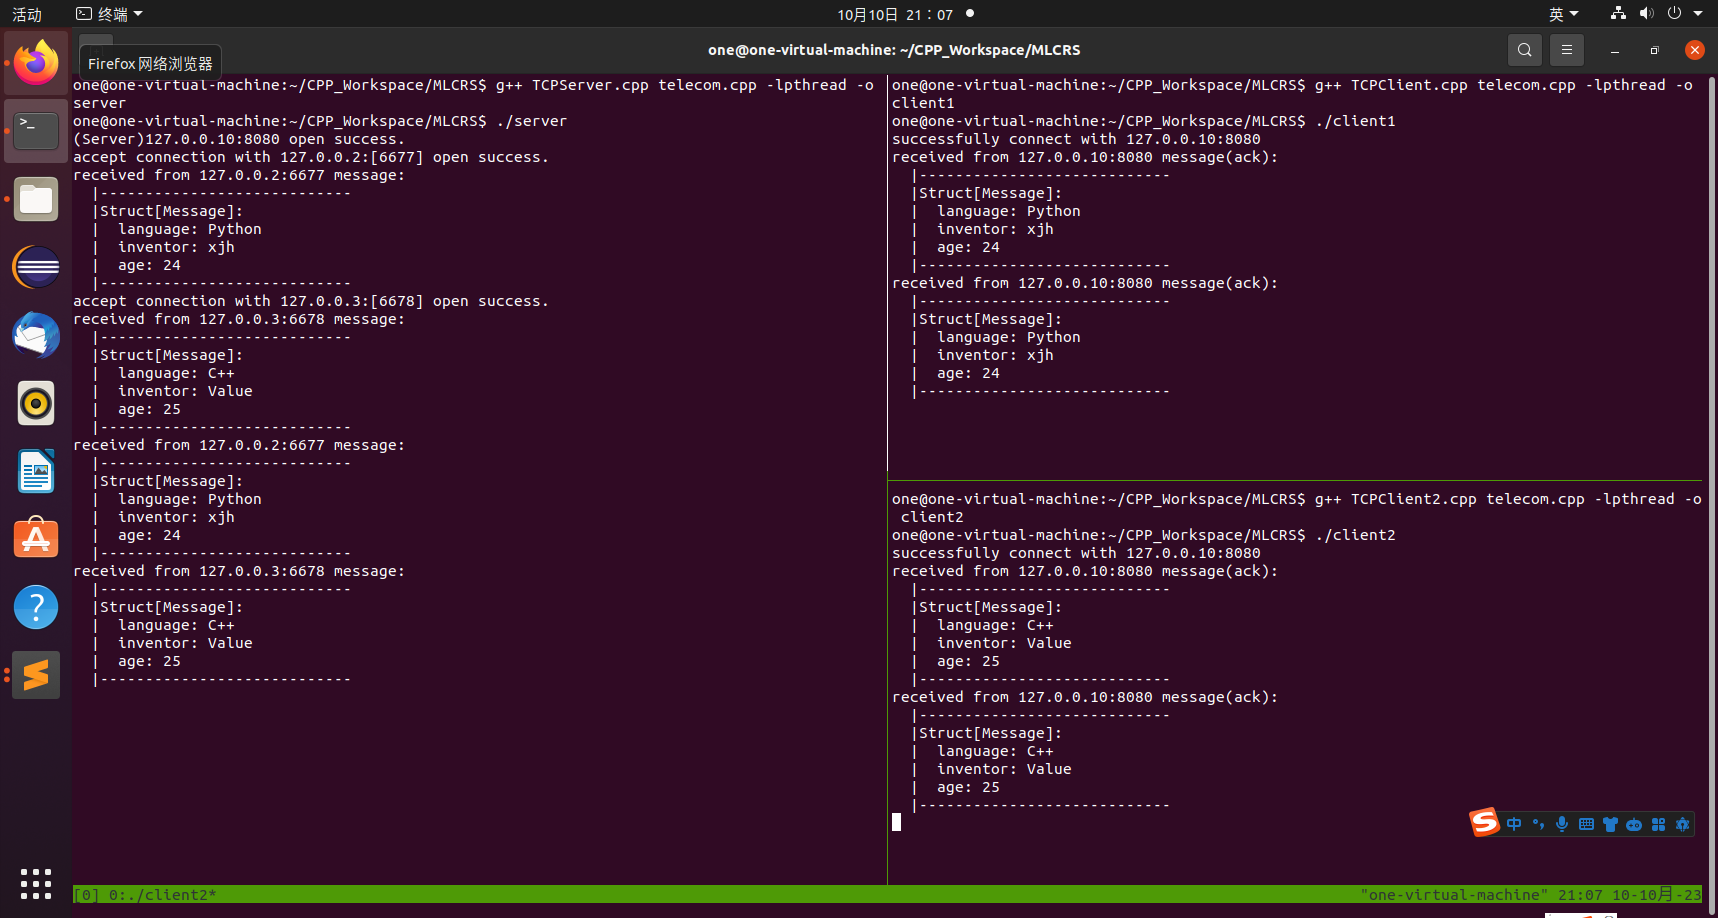 活动
终端
10月10日 21：07
英
one@one-virtual-machine: ~/CPP_Workspace/MLCRS
Firefox 网络浏览器
one@one-virtual-machine:~/CPP_Workspace/MLCRS$ g++ TCPServer.cpp telecom.cpp -lpthread -o
server
one@one-virtual-machine:~/CPP_Workspace/MLCRS$ ./server
(Server)127.0.0.10:8080 open success.
accept connection with 127.0.0.2:[6677] open success.
received from 127.0.0.2:6677 message:
|----------------------------
|Struct[Message]:
|  language: Python
|  inventor: xjh
|  age: 24
|----------------------------
accept connection with 127.0.0.3:[6678] open success.
received from 127.0.0.3:6678 message:
|----------------------------
|Struct[Message]:
|  language: C++
|  inventor: Value
|  age: 25
|----------------------------
received from 127.0.0.2:6677 message:
|----------------------------
|Struct[Message]:
|  language: Python
|  inventor: xjh
|  age: 24
|----------------------------
received from 127.0.0.3:6678 message:
|----------------------------
|Struct[Message]:
|  language: C++
|  inventor: Value
|  age: 25
|----------------------------
one@one-virtual-machine:~/CPP_Workspace/MLCRS$ g++ TCPClient.cpp telecom.cpp -lpthread -o
client1
one@one-virtual-machine:~/CPP_Workspace/MLCRS$ ./client1
successfully connect with 127.0.0.10:8080
received from 127.0.0.10:8080 message(ack):
|----------------------------
|Struct[Message]:
|  language: Python
|  inventor: xjh
|  age: 24
|----------------------------
received from 127.0.0.10:8080 message(ack):
|----------------------------
|Struct[Message]:
|  language: Python
|  inventor: xjh
|  age: 24
|----------------------------
one@one-virtual-machine:~/CPP_Workspace/MLCRS$ g++ TCPClient2.cpp telecom.cpp -lpthread -o
client2
one@one-virtual-machine:~/CPP_Workspace/MLCRS$ ./client2
successfully connect with 127.0.0.10:8080
received from 127.0.0.10:8080 message(ack):
|----------------------------
|Struct[Message]:
|  language: C++
|  inventor: Value
|  age: 25
|----------------------------
received from 127.0.0.10:8080 message(ack):
|----------------------------
|Struct[Message]:
|  language: C++
|  inventor: Value
|  age: 25
|----------------------------
中
[0] 0:./client2*
"one-virtual-machine" 21:07 10-10月-23